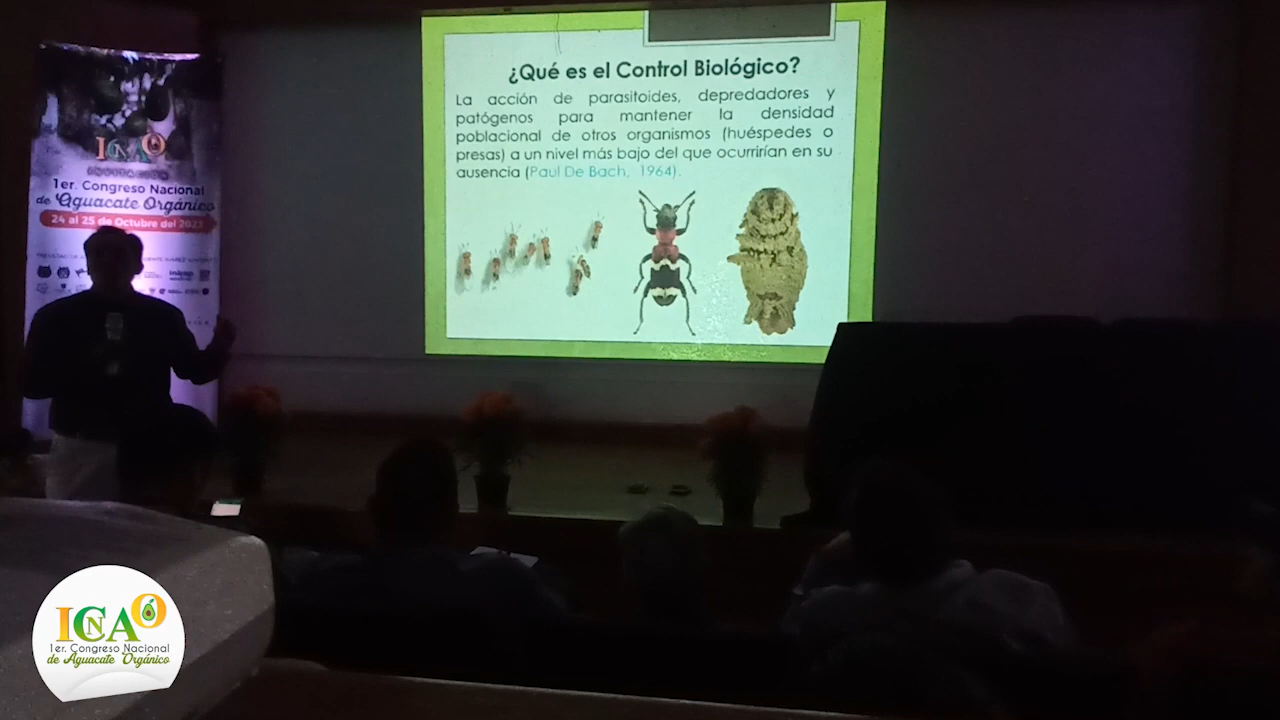 ¿Qué es el Control Biológico?
La acción de parasitoides, depredadores y
patógenos para mantener la densidad
poblacional de otros organismos (huéspedes o
presas) a un nivel más bajo del que ocurrirían en su
ausencia (Paul De Bach, 1964).
ICNAO
INVITACIÓN
1er. Congreso Nacional
de Aguacate Orgánico
24 al 25 de Octubre del 2023
ICNAO
1er. Congreso Nacional
de Aguacate Orgánico